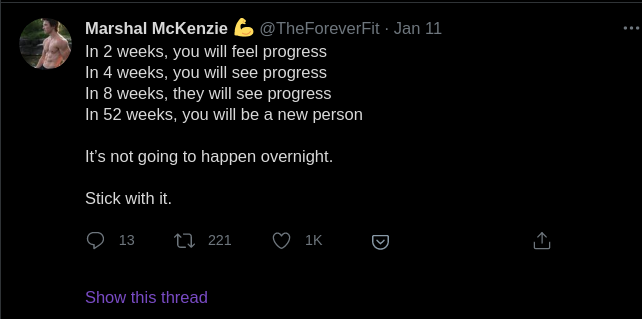 Marshal McKenzie 💪 @TheForeverFit · Jan 11
In 2 weeks, you will feel progress
In 4 weeks, you will see progress
In 8 weeks, they will see progress
In 52 weeks, you will be a new person
It’s not going to happen overnight.
Stick with it.
13 221 1K
Show this thread